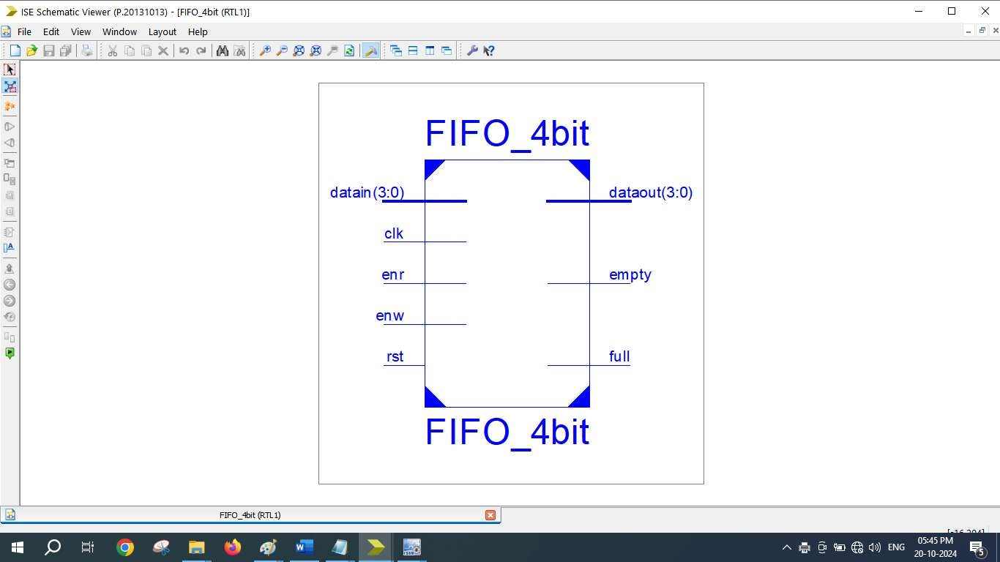 ISE Schematic Viewer (P.20131013) - [FIFO_4bit (RTL1)]
File Edit View Window Layout Help
FIFO_4bit
datain(3:0) dataout(3:0)
clk
enr empty
enw
rst full
FIFO_4bit
FIFO_4bit (RTL1)
ENG
05:45 PM
20-10-2024
5